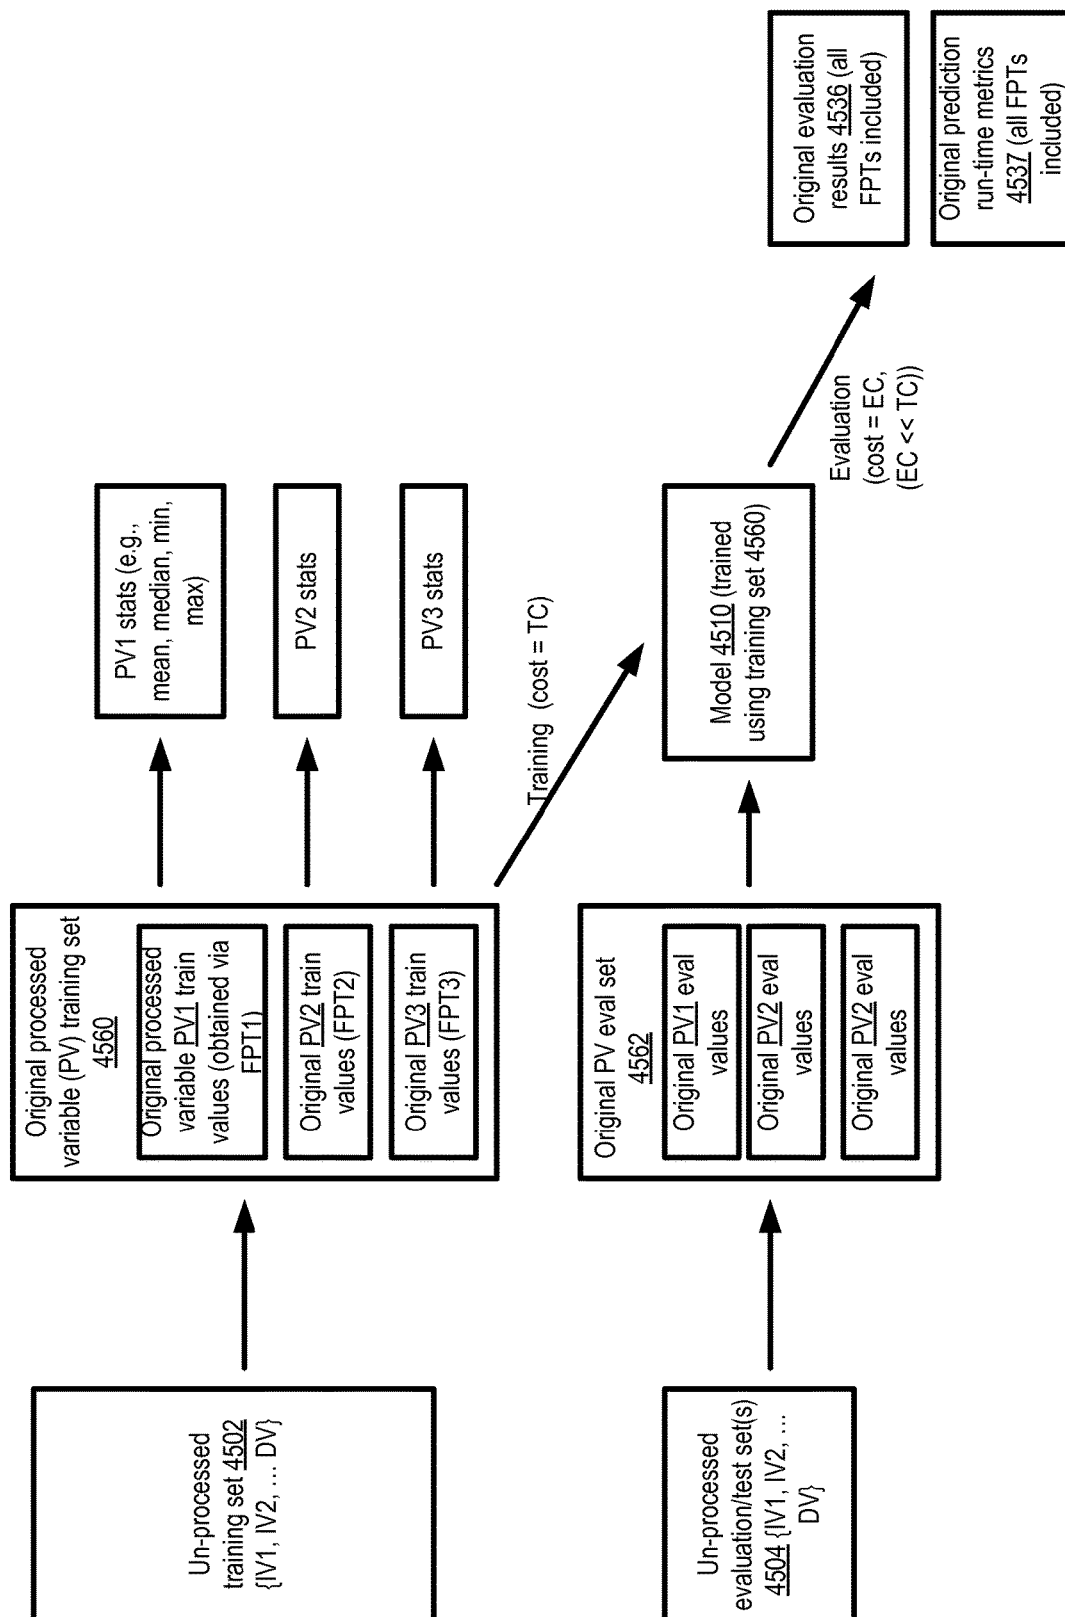 Un-processed
training set 4502
{IV1, IV2, … DV}
Original processed
variable (PV) training set
4560
Original processed
variable PV1 train
values (obtained via
FPT1)
Original PV2 train
values (FPT2)
Original PV3 train
values (FPT3)
PV1 stats (e.g.,
mean, median, min,
max)
PV2 stats
PV3 stats
Training  (cost = TC)
Un-processed
evaluation/test set(s)
4504 {IV1, IV2, …
DV}
Original PV eval set
4562
Original PV1 eval
values
Original PV2 eval
values
Original PV2 eval
values
Model 4510 (trained
using training set 4560)
Evaluation
(cost = EC,
(EC << TC))
Original evaluation
results 4536 (all
FPTs included)
Original prediction
run-time metrics
4537 (all FPTs
included)